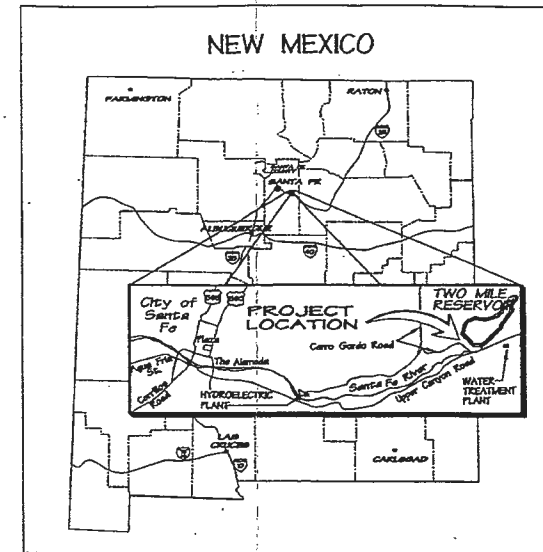 NEW MEXICO
FARMINGTON
RATON
SANTA FE
ALBUQUERQUE
40
City of
Santa
Fe
PROJECT
LOCATION
TWO MILE
RESERVOIR
Cerro Gordo Road
Plaza
The Alameda
Agua Fria
St.
Cerrillos
Road
HYDROELECTRIC
PLANT
Santa Fe River
Upper Canyon Road
WATER
TREATMENT
PLANT
LAS
CRUCES
CARLSBAD